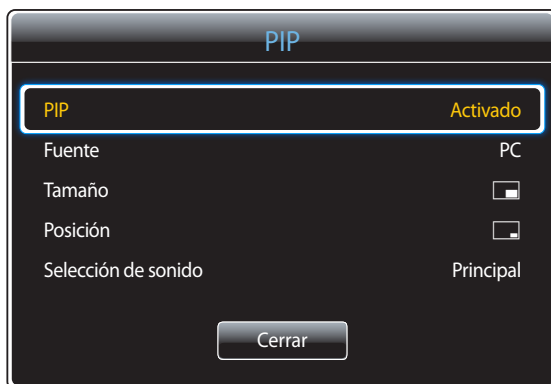 PIP
PIP Activado
Fuente PC
Tamaño
Posición
Selección de sonido Principal
Cerrar